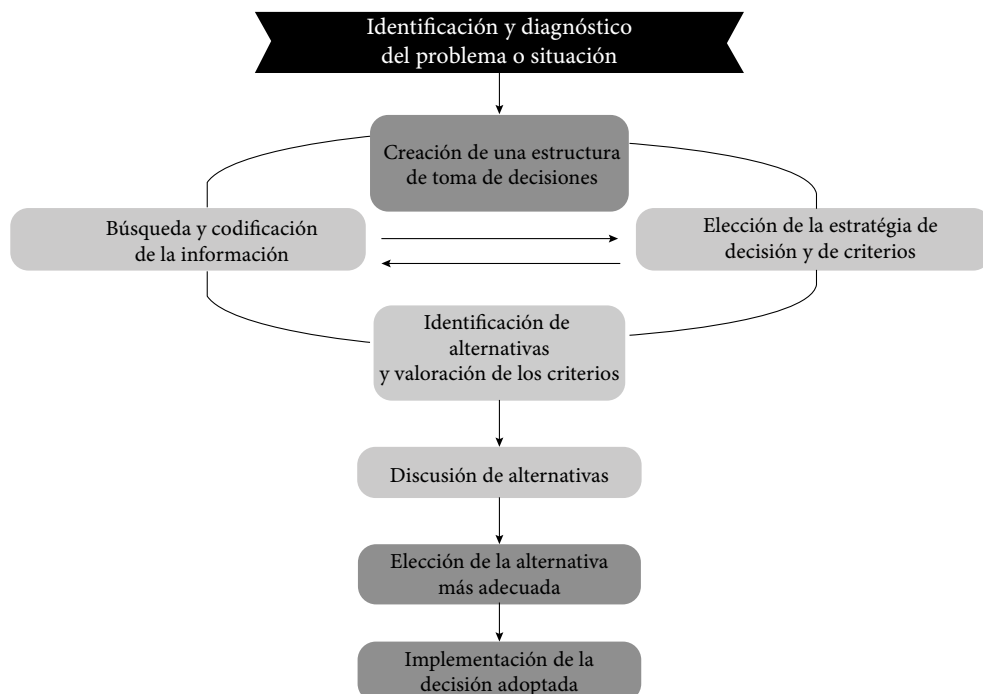 Identificación y diagnóstico
del problema o situación
Creación de una estructura
de toma de decisiones
Búsqueda y codificación
de la información
Elección de la estratégia de
decisión y de criterios
Identificación de
alternativas
y valoración de los criterios
Discusión de alternativas
Elección de la alternativa
más adecuada
Implementación de la
decisión adoptada